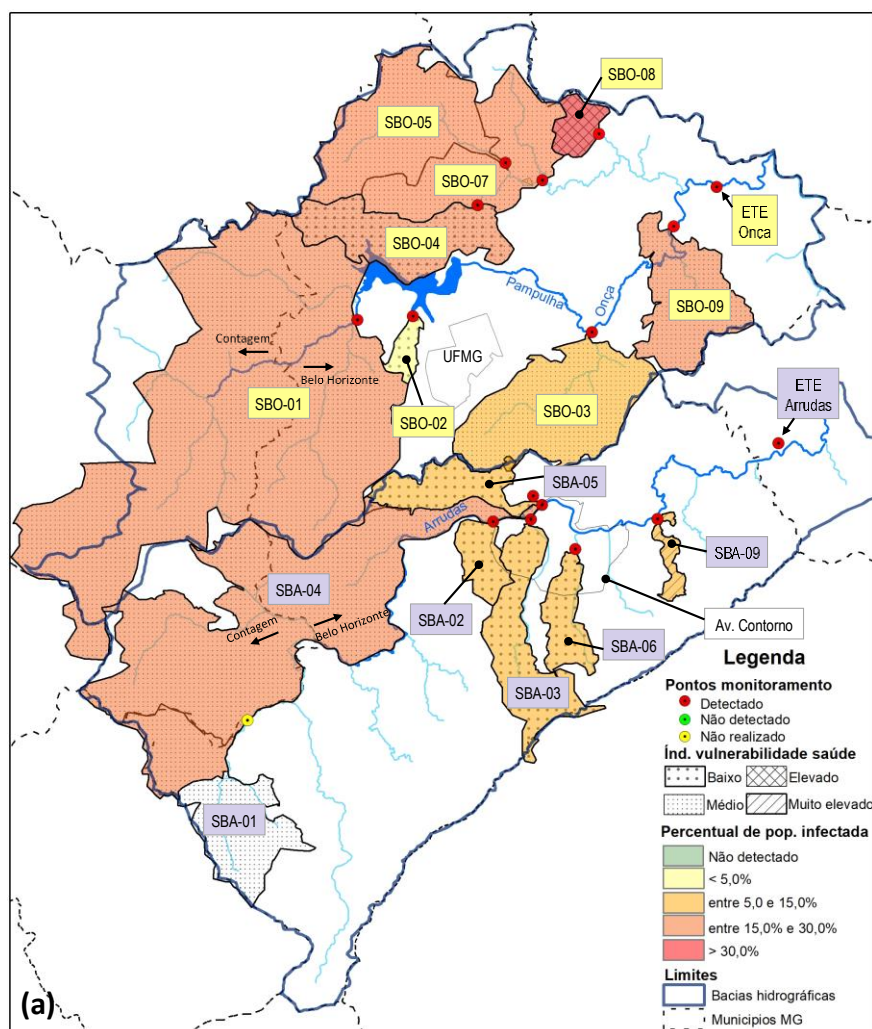 SBO-08
SBO-05
SBO-07
ETE
Onça
SBO-04
Pampulha
Onça
SBO-09
Contagem
UFMG
Belo Horizonte
ETE
Arrudas
SBO-01
SBO-02
SBO-03
SBA-05
Arrudas
SBA-09
SBA-04
SBA-02
Av. Contorno
Contagem
Belo Horizonte
SBA-06
SBA-03
SBA-01
Legenda
Pontos monitoramento
Detectado
Não detectado
Não realizado
Índ. vulnerabilidade saúde
Baixo
Elevado
Médio
Muito elevado
Percentual de pop. infectada
Não detectado
< 5,0%
entre 5,0 e 15,0%
entre 15,0% e 30,0%
> 30,0%
Limites
Bacias hidrográficas
Municipios MG
(a)